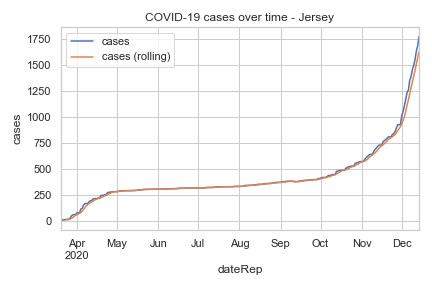 COVID-19 cases over time - Jersey
cases
cases (rolling)
1750
1500
1250
1000
750
500
250
0
cases
Apr
2020
May
Jun
Jul
Aug
Sep
Oct
Nov
Dec
dateRep